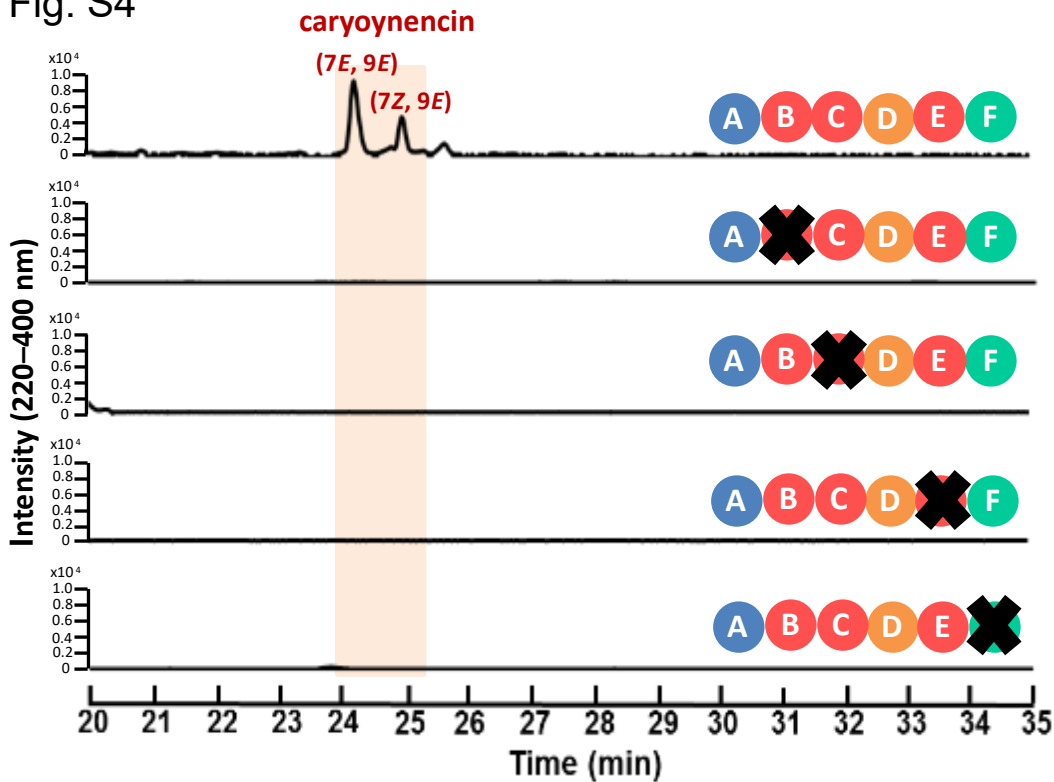 Fig. S4
caryoynencin
(7E, 9E)
(7Z, 9E)
x10⁴
1.0
0.8
0.6
0.4
0.2
0
A B C D E F
x10⁴
1.0
0.8
0.6
0.4
0.2
0
A C D E F
x10⁴
1.0
0.8
0.6
0.4
0.2
0
A B D E F
x10⁴
1.0
0.8
0.6
0.4
0.2
0
A B C D F
x10⁴
1.0
0.8
0.6
0.4
0.2
0
A B C D E
Intensity (220–400 nm)
20 21 22 23 24 25 26 27 28 29 30 31 32 33 34 35
Time (min)